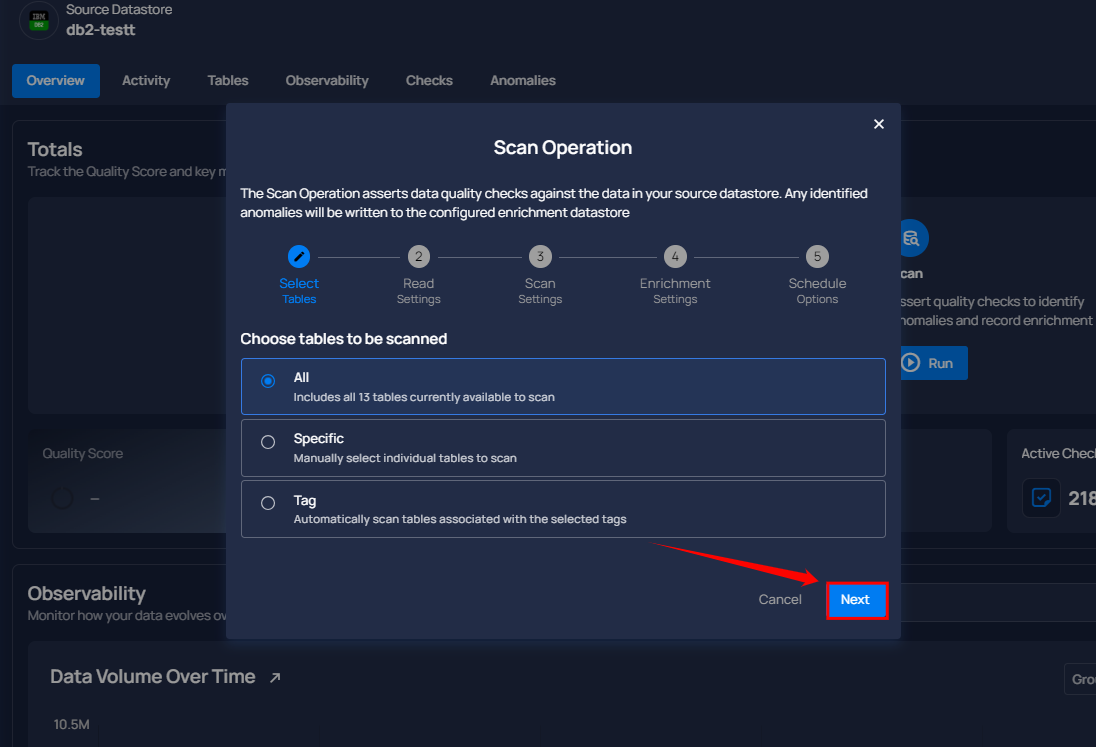 IBM
DB2
Source Datastore
db2-testt
Overview
Activity
Tables
Observability
Checks
Anomalies
Totals
Track the Quality Score and key
Scan Operation
The Scan Operation asserts data quality checks against the data in your source datastore. Any identified
anomalies will be written to the configured enrichment datastore
2
3
4
5
Select
Tables
Read
Settings
Scan
Settings
Enrichment
Settings
Schedule
Options
Choose tables to be scanned
All
Includes all 13 tables currently available to scan
Specific
Manually select individual tables to scan
Tag
Automatically scan tables associated with the selected tags
Cancel
Next
can
ssert quality checks to identify
nomalies and record enrichment
Run
Quality Score
–
Active Chec
218
Observability
Monitor how your data evolves ov
Data Volume Over Time
Grou
10.5M